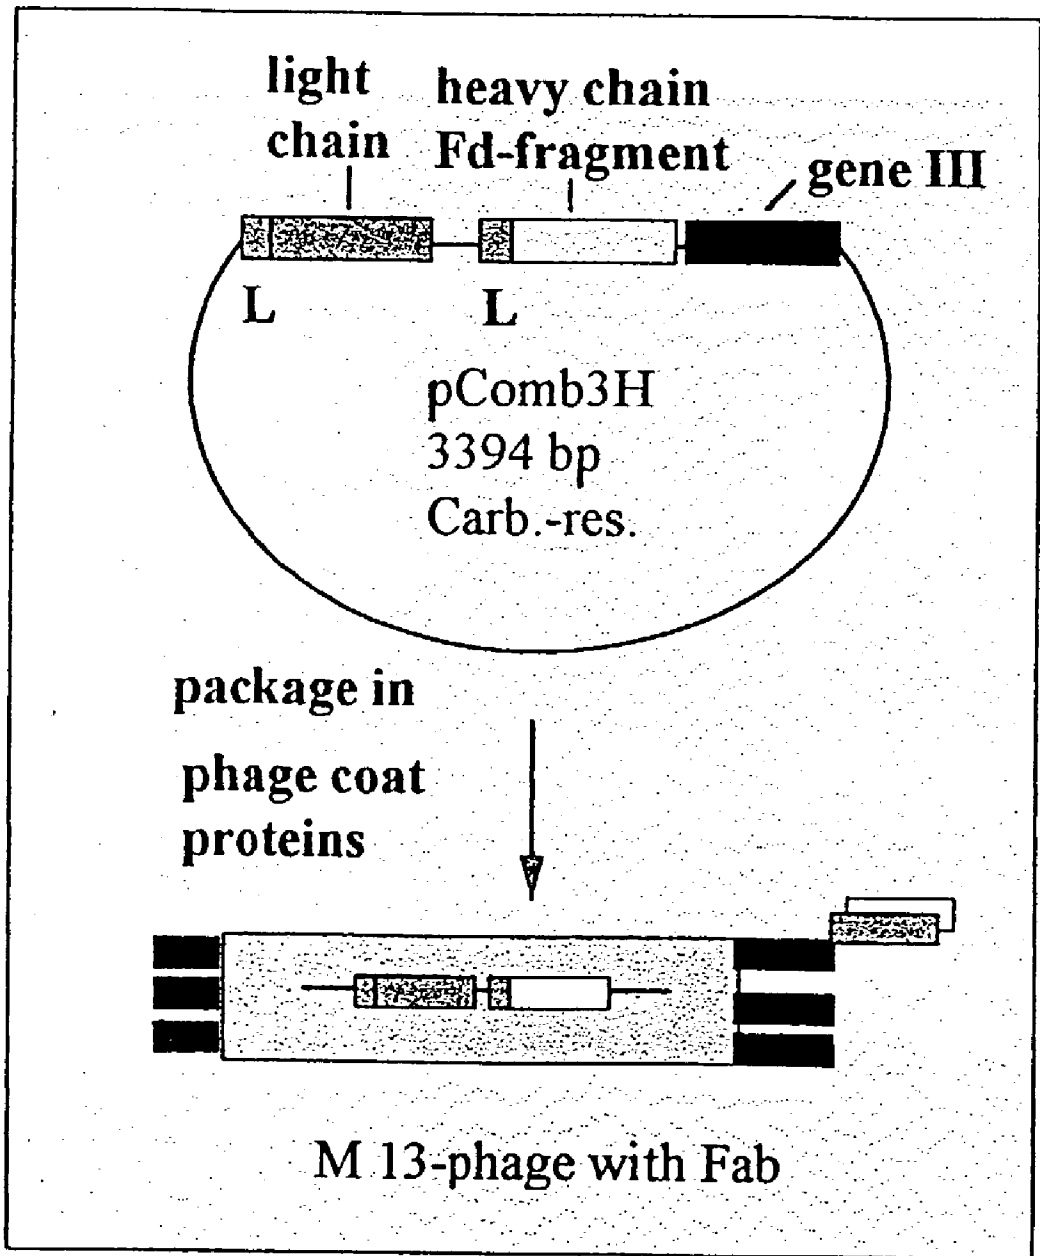 light
chain
heavy chain
Fd-fragment
gene III
L
L
pComb3H
3394 bp
Carb.-res.
package in
phage coat
proteins
M 13-phage with Fab